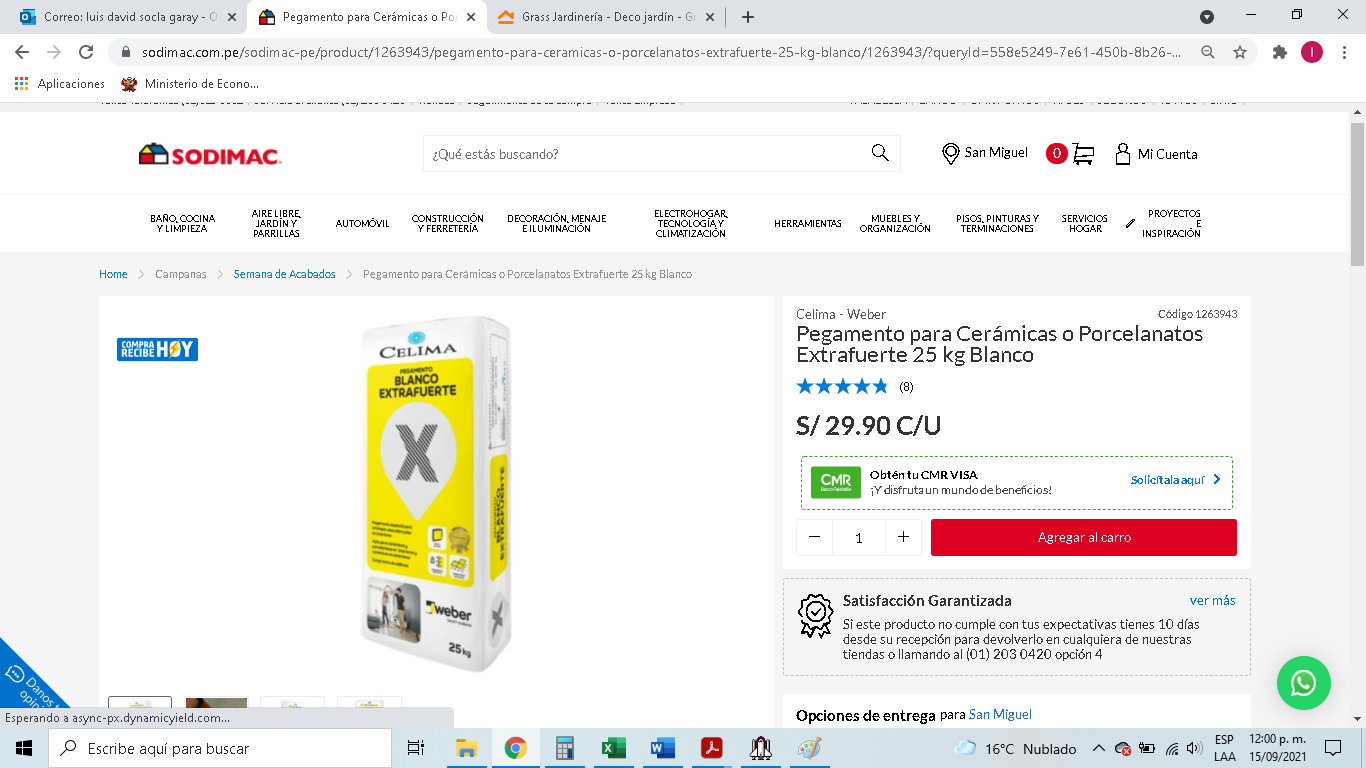 Correo: luis david socla garay - O
Pegamento para Cerámicas o Por
Grass Jardinería - Deco jardín - Gr
sodimac.com.pe/sodimac-pe/product/1263943/pegamento-para-ceramicas-o-porcelanatos-extrafuerte-25-kg-blanco/1263943/?queryId=558e5249-7e61-450b-8b26-...
Aplicaciones
Ministerio de Econo...
SODIMAC
¿Qué estás buscando?
San Miguel
0
Mi Cuenta
BAÑO, COCINA
Y LIMPIEZA
AIRE LIBRE,
JARDÍN Y
PARRILLAS
AUTOMÓVIL
CONSTRUCCIÓN
Y FERRETERÍA
DECORACIÓN, MENAJE
E ILUMINACIÓN
ELECTROHOGAR,
TECNOLOGÍA Y
CLIMATIZACIÓN
HERRAMIENTAS
MUEBLES Y
ORGANIZACIÓN
PISOS, PINTURAS Y
TERMINACIONES
SERVICIOS
HOGAR
PROYECTOS
E
INSPIRACIÓN
Home > Campanas > Semana de Acabados > Pegamento para Cerámicas o Porcelanatos Extrafuerte 25 kg Blanco
COMPRA
RECIBE HOY
CELIMA
PEGAMENTO
BLANCO
EXTRAFUERTE
X
BLANCO
EXTRAFUERTE
weber
25 kg
Celima - Weber
Código 1263943
Pegamento para Cerámicas o Porcelanatos
Extrafuerte 25 kg Blanco
(8)
S/ 29.90 C/U
CMR
Obtén tu CMR VISA
¡Y disfruta un mundo de beneficios!
Solicítala aquí
− 1 +
Agregar al carro
Satisfacción Garantizada
ver más
Si este producto no cumple con tus expectativas tienes 10 días
desde su recepción para devolverlo en cualquiera de nuestras
tiendas o llamando al (01) 203 0420 opción 4
Opciones de entrega para San Miguel
Danos
Esperando a async-px.dynamicyield.com...
Escribe aquí para buscar
16°C Nublado
ESP
LAA
12:00 p. m.
15/09/2021